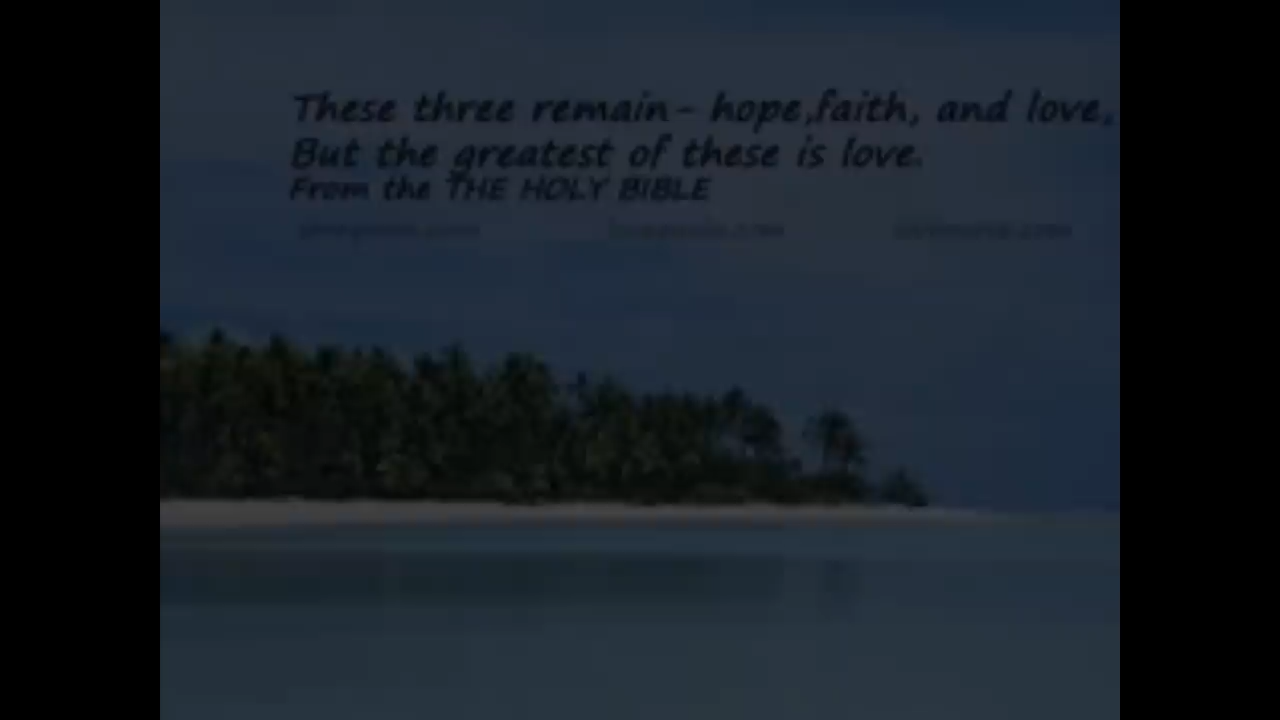 These three remain- hope,faith, and love,
But the greatest of these is love.
From the THE HOLY BIBLE